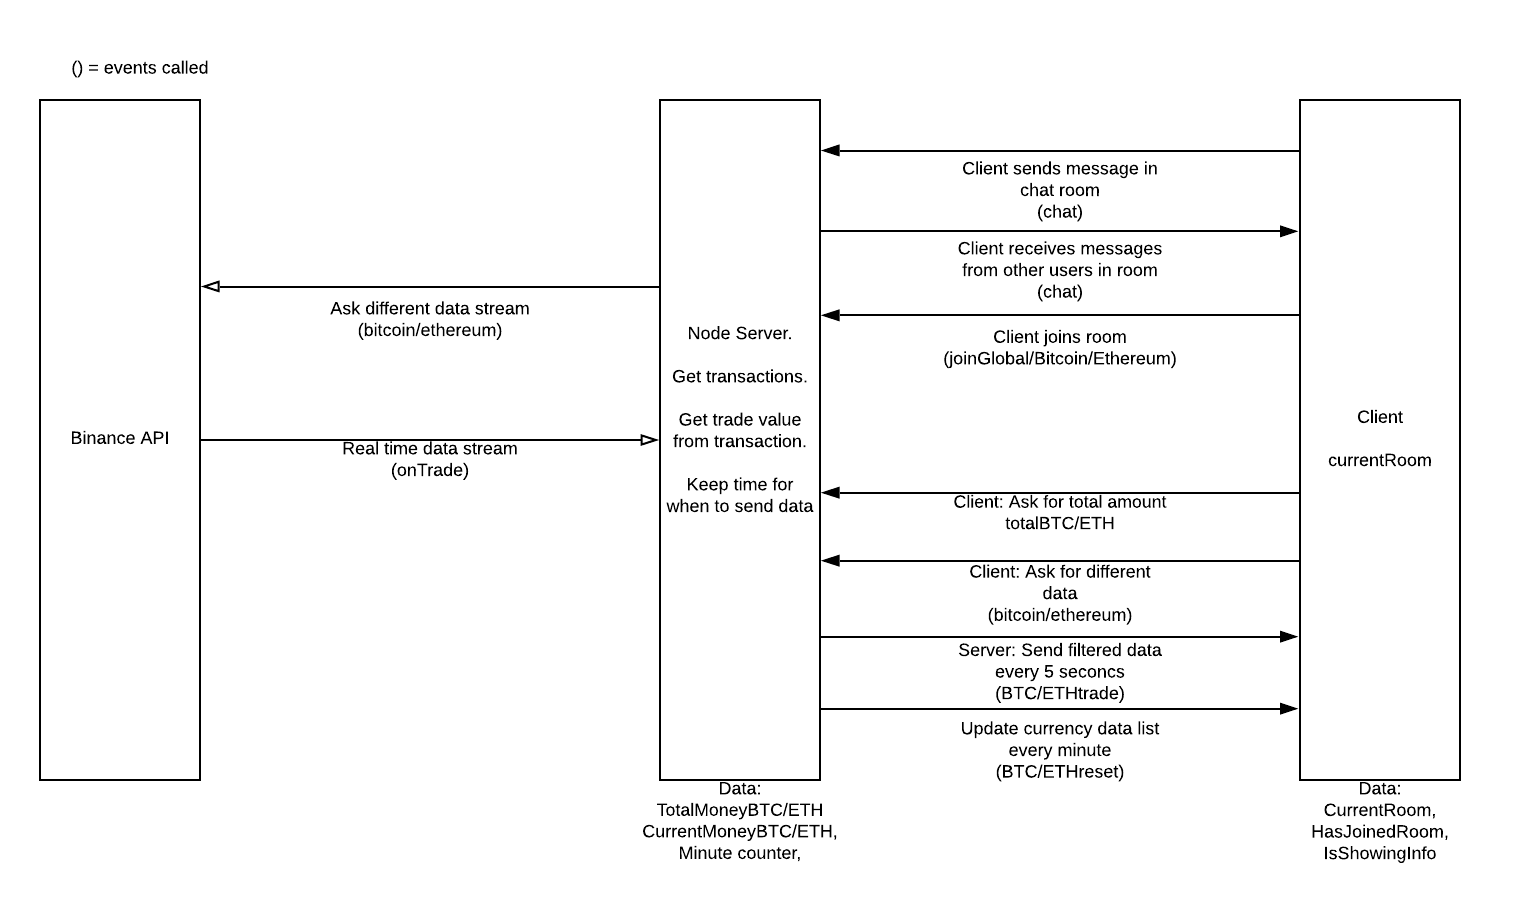 () = events called
Binance API
Ask different data stream
(bitcoin/ethereum)
Real time data stream
(onTrade)
Node Server.
Get transactions.
Get trade value
from transaction.
Keep time for
when to send data
Data:
TotalMoneyBTC/ETH
CurrentMoneyBTC/ETH,
Minute counter,
Client sends message in
chat room
(chat)
Client receives messages
from other users in room
(chat)
Client joins room
(joinGlobal/Bitcoin/Ethereum)
Client: Ask for total amount
totalBTC/ETH
Client: Ask for different
data
(bitcoin/ethereum)
Server: Send filtered data
every 5 seconcs
(BTC/ETHtrade)
Update currency data list
every minute
(BTC/ETHreset)
Client
currentRoom
Data:
CurrentRoom,
HasJoinedRoom,
IsShowingInfo